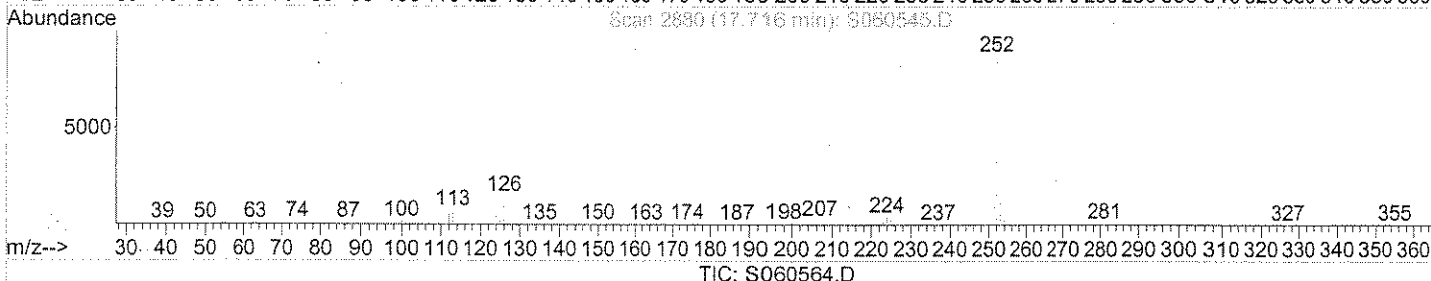 Abundance
Scan 2880 (17.716 min): S060545.D
252
5000
126
113
39 50 63 74 87 100 135 150 163 174 187 198 207 224 237 281 327 355
m/z--> 30 40 50 60 70 80 90 100 110 120 130 140 150 160 170 180 190 200 210 220 230 240 250 260 270 280 290 300 310 320 330 340 350 360
TIC: S060564.D